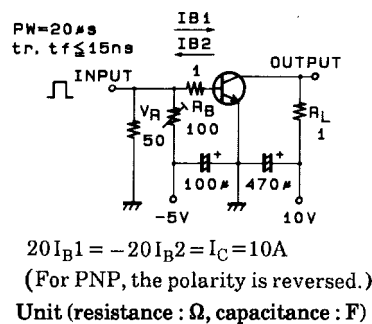 PW=20μs
tr, tf≦15ns
IB1
IB2
INPUT
OUTPUT
1
VR
RB
50
100
RL
1
+
+
100μ
470μ
-5V
10V
20IB1 = -20IB2 = IC = 10A
(For PNP, the polarity is reversed.)
Unit (resistance : Ω, capacitance : F)